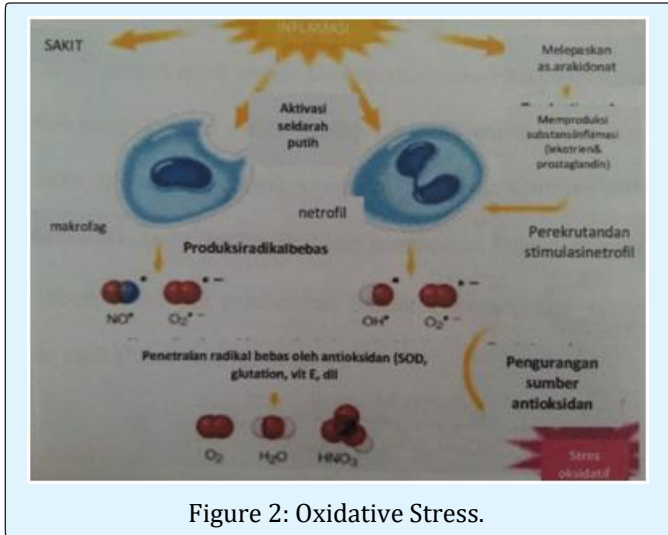 INFLAMASI
SAKIT
Melepaskan
as.arakidonat
Aktivasi
seldarah
putih
Memproduksi
substansiinflamasi
(lekotrien&
prostaglandin)
makrofag
netrofil
Perekrutandan
stimulasinetrofil
Produksiradikalbebas
NO•
O₂•−
OH•
O₂•−
Penetralan radikal bebas oleh antioksidan (SOD,
glutation, vit E, dll
Pengurangan
sumber
antioksidan
O₂
H₂O
HNO₃
Stres
oksidatif
Figure 2: Oxidative Stress.